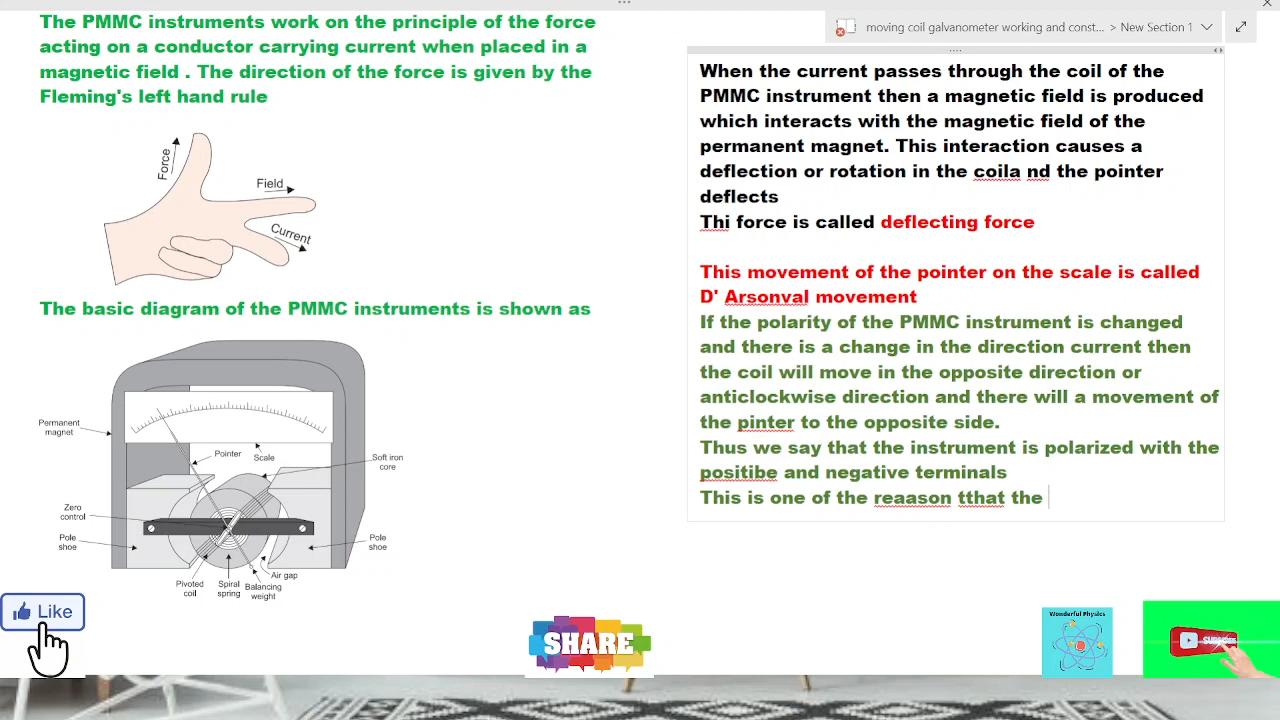 The PMMC instruments work on the principle of the force
acting on a conductor carrying current when placed in a
magnetic field . The direction of the force is given by the
Fleming's left hand rule
Force
Field
Current
The basic diagram of the PMMC instruments is shown as
Permanent
magnet
Pointer
Scale
Soft iron
core
Zero
control
Pole
shoe
Pole
shoe
Pivoted
coil
Spiral
spring
Balancing
weight
Air gap
Like
SHARE
moving coil galvanometer working and const... > New Section 1
When the current passes through the coil of the
PMMC instrument then a magnetic field is produced
which interacts with the magnetic field of the
permanent magnet. This interaction causes a
deflection or rotation in the coila nd the pointer
deflects
Thi force is called deflecting force
This movement of the pointer on the scale is called
D' Arsonval movement
If the polarity of the PMMC instrument is changed
and there is a change in the direction current then
the coil will move in the opposite direction or
anticlockwise direction and there will a movement of
the pinter to the opposite side.
Thus we say that the instrument is polarized with the
positibe and negative terminals
This is one of the reaason tthat the
Wonderful Physics